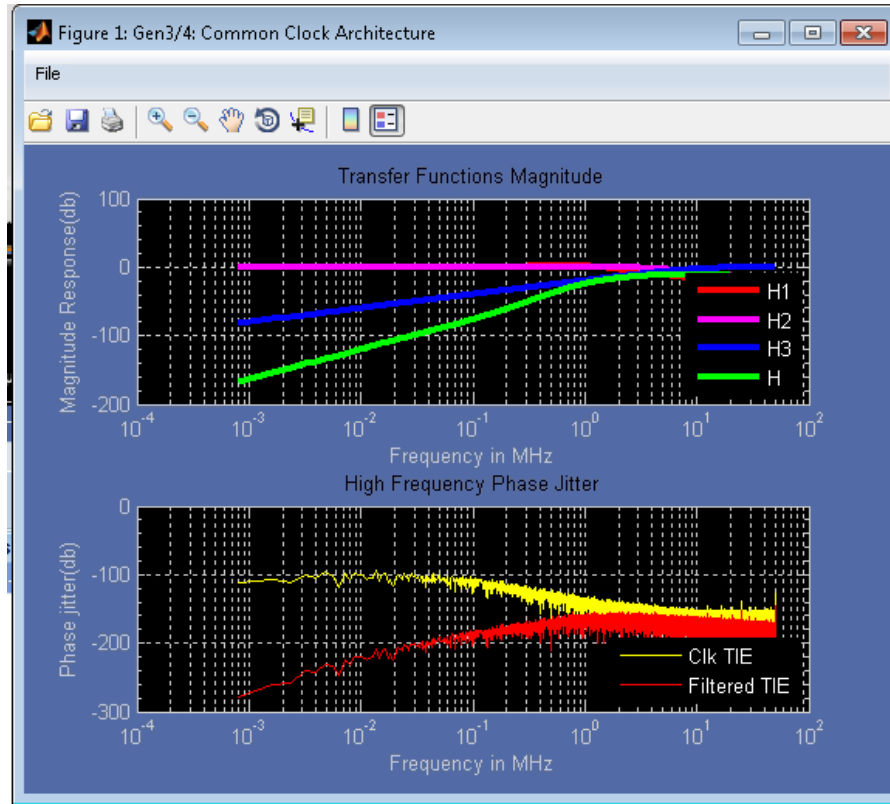 Figure 1: Gen3/4: Common Clock Architecture
File
Transfer Functions Magnitude
Magnitude Response(db)
100
0
-100
-200
H1
H2
H3
H
10^-4
10^-3
10^-2
10^-1
10^0
10^1
10^2
Frequency in MHz
High Frequency Phase Jitter
Phase jitter(db)
0
-100
-200
-300
Clk TIE
Filtered TIE
10^-4
10^-3
10^-2
10^-1
10^0
10^1
10^2
Frequency in MHz